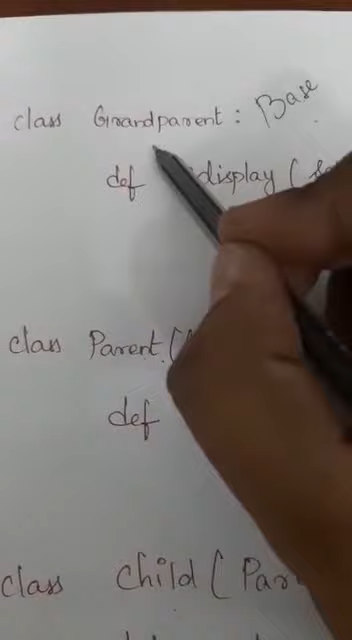 class Grandparent : Base
def display (
class Parent (
def
class child ( Par